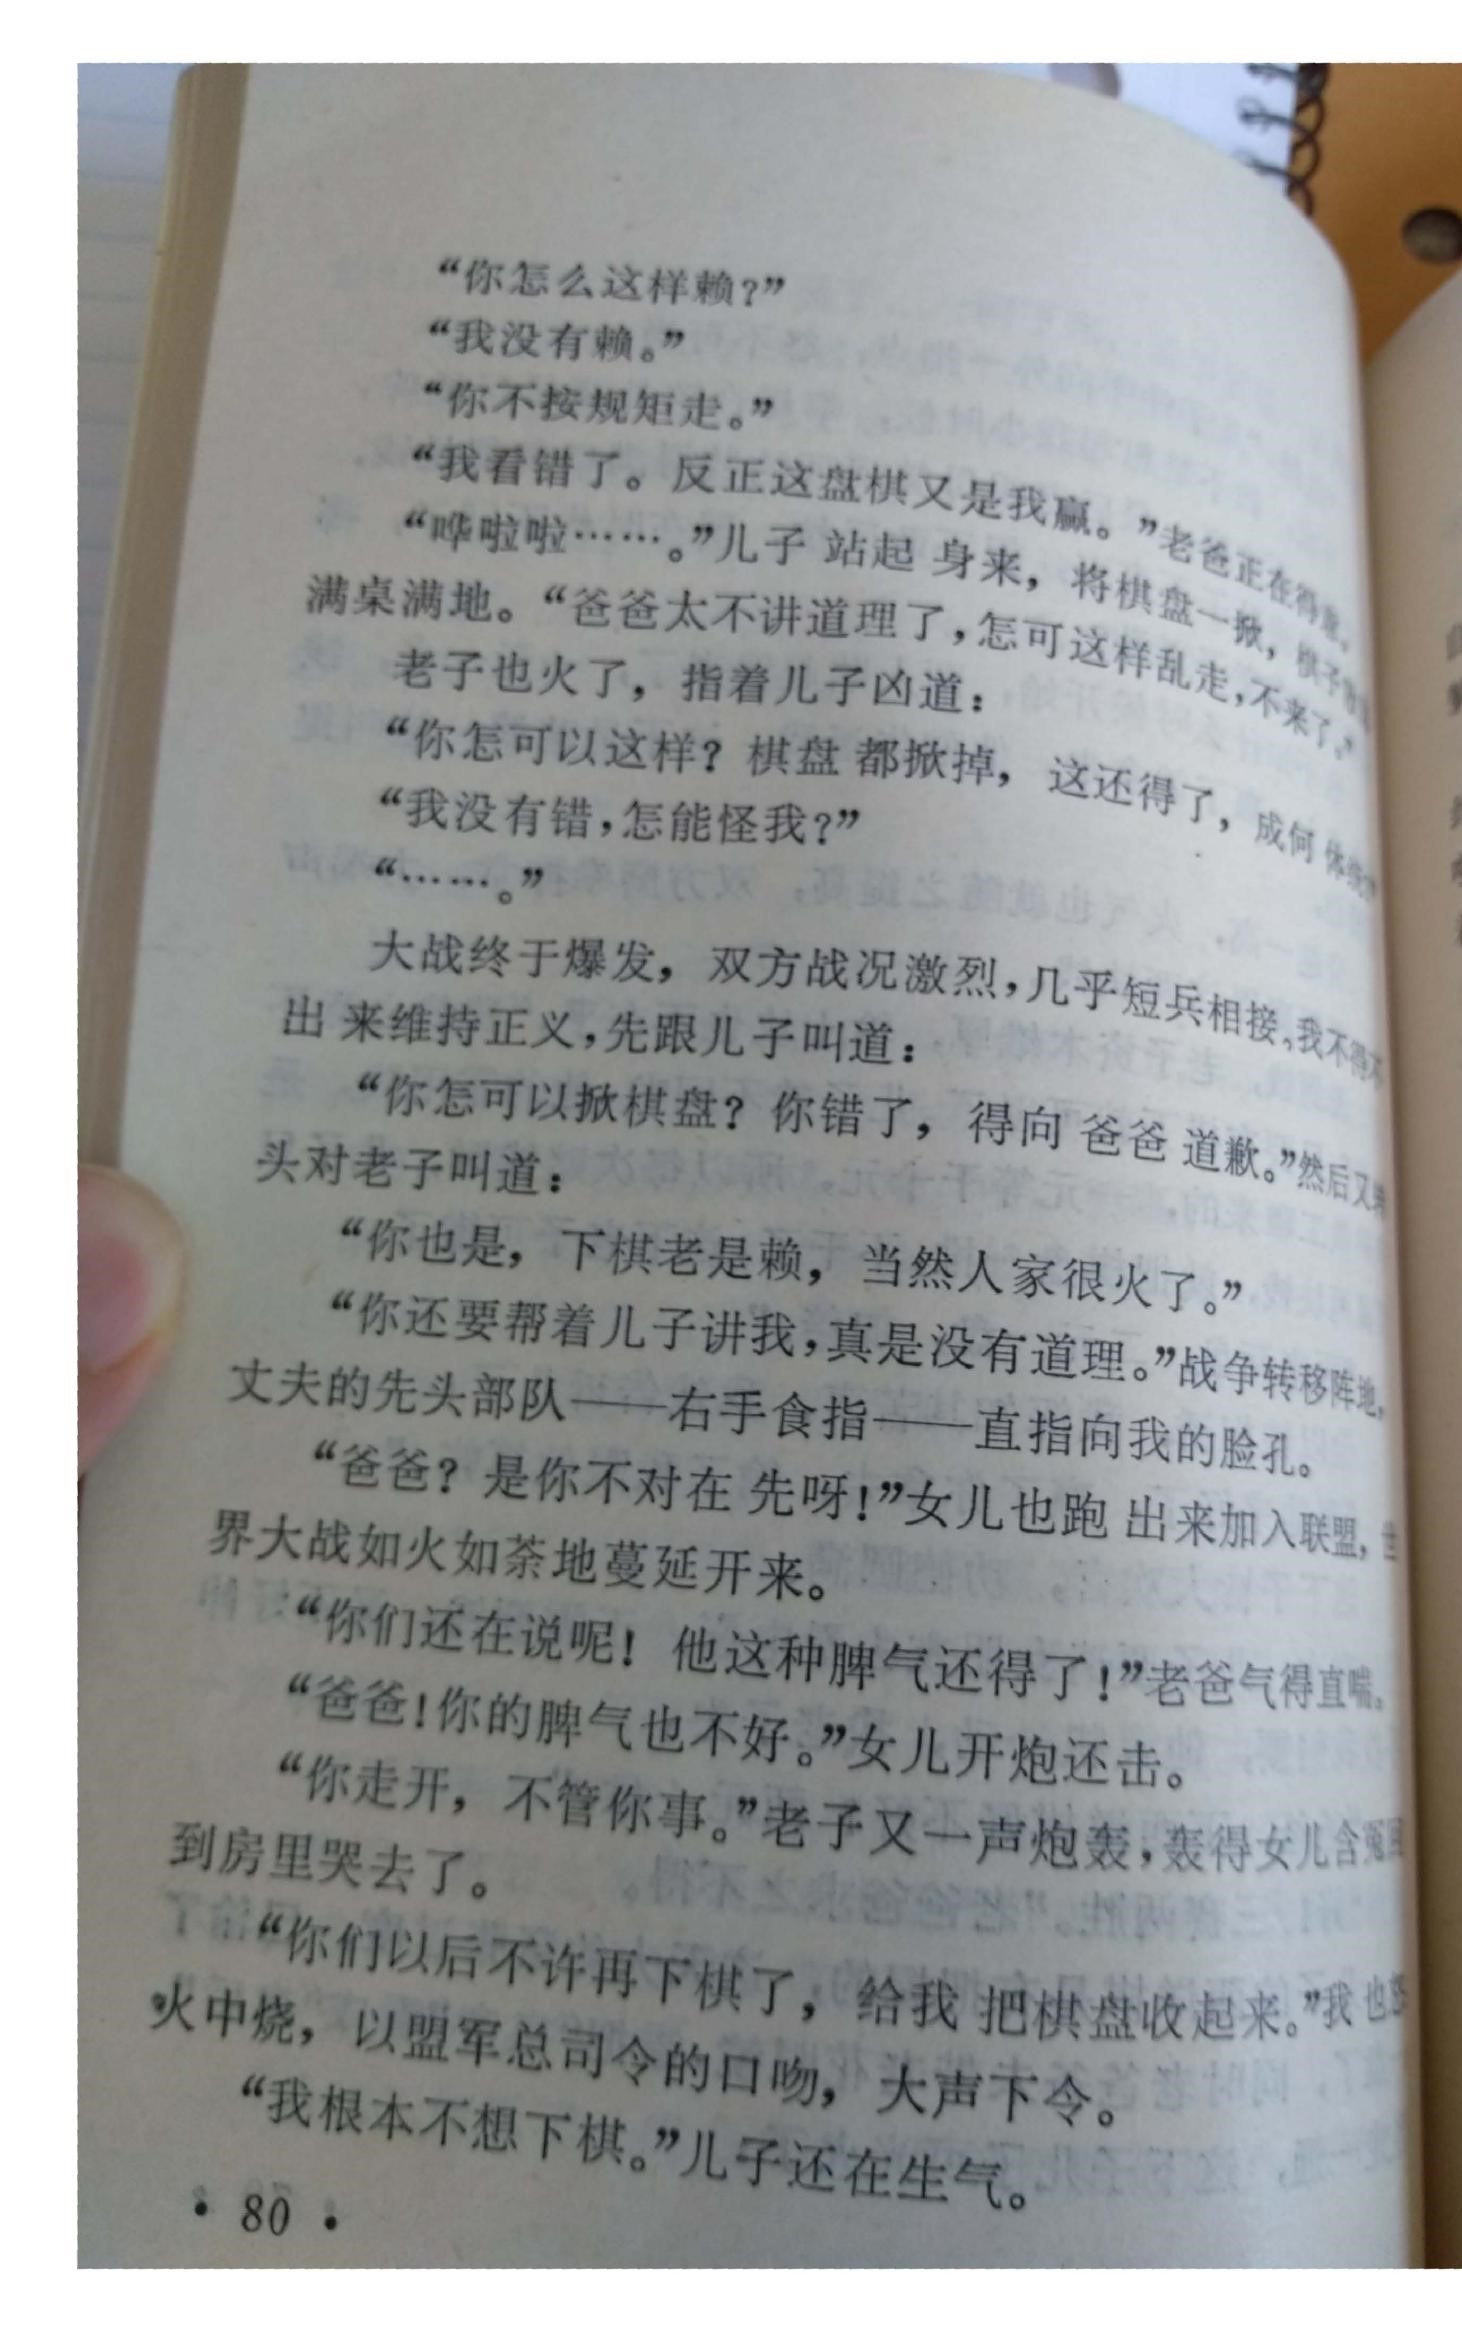 “你怎么这样赖？”
“我没有赖。”
“你不按规矩走。”
“我看错了。反正这盘棋又是我赢。”老爸正在得意。
“哗啦啦……。”儿子站起身来，将棋盘一掀，棋子
满桌满地。“爸爸太不讲道理了，怎可这样乱走，不来了。”
老子也火了，指着儿子凶道：
“你怎可以这样？棋盘都掀掉，这还得了，成何体统
“我没有错，怎能怪我？”
“……。”
大战终于爆发，双方战况激烈，几乎短兵相接，我不得不
出来维持正义，先跟儿子叫道：
“你怎可以掀棋盘？你错了，得向爸爸道歉。”然后又
头对老子叫道：
“你也是，下棋老是赖，当然人家很火了。”
“你还要帮着儿子讲我，真是没有道理。”战争转移阵地，
丈夫的先头部队——右手食指——直指向我的脸孔。
“爸爸？是你不对在先呀！”女儿也跑出来加入联盟，世
界大战如火如荼地蔓延开来。
“你们还在说呢！他这种脾气还得了！”老爸气得直喘。
“爸爸！你的脾气也不好。”女儿开炮还击。
“你走开，不管你事。”老子又一声炮轰，轰得女儿含冤回
到房里哭去了。
“你们以后不许再下棋了，给我把棋盘收起来。”我也怒
火中烧，以盟军总司令的口吻，大声下令。
“我根本不想下棋。”儿子还在生气。
• 80 •